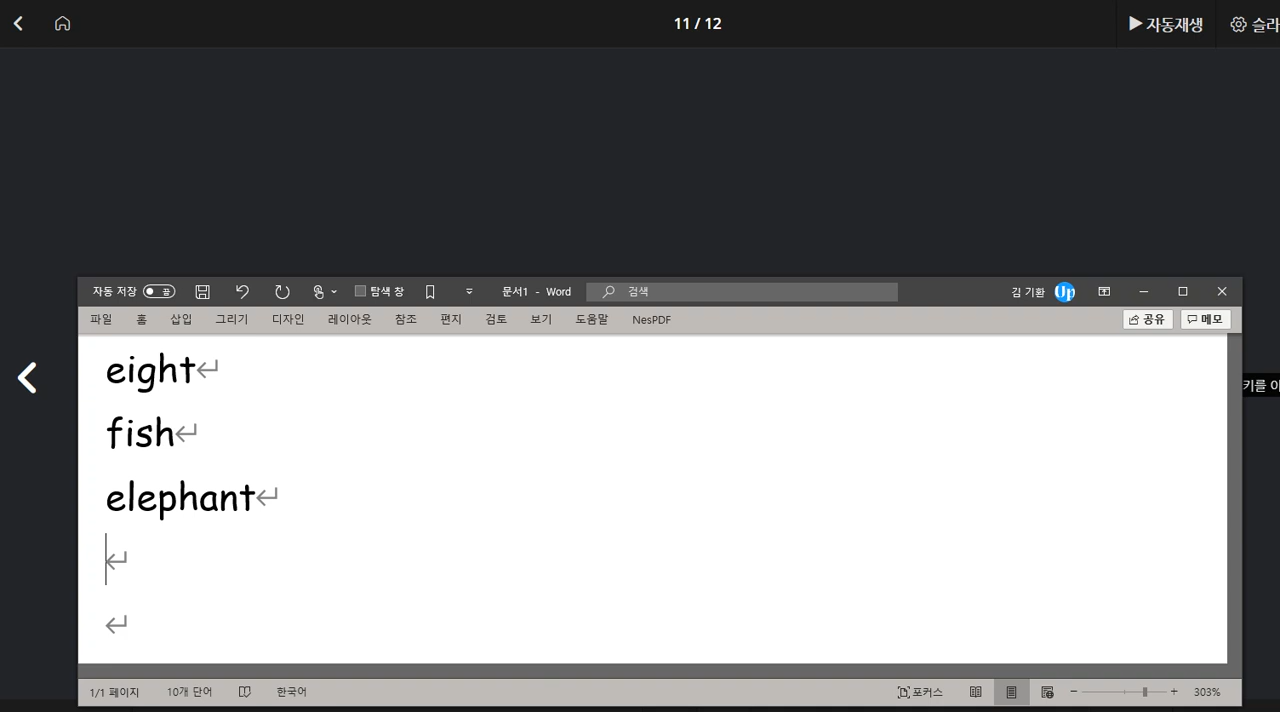 11 / 12
▶ 자동재생
슬라
자동 저장 끔
탐색 창
문서1 - Word
검색
김 기환
Up
파일 홈 삽입 그리기 디자인 레이아웃 참조 편지 검토 보기 도움말 NesPDF
공유 메모
eight
키를 이
fish
elephant
1/1 페이지 10개 단어 한국어 포커스 − + 303%